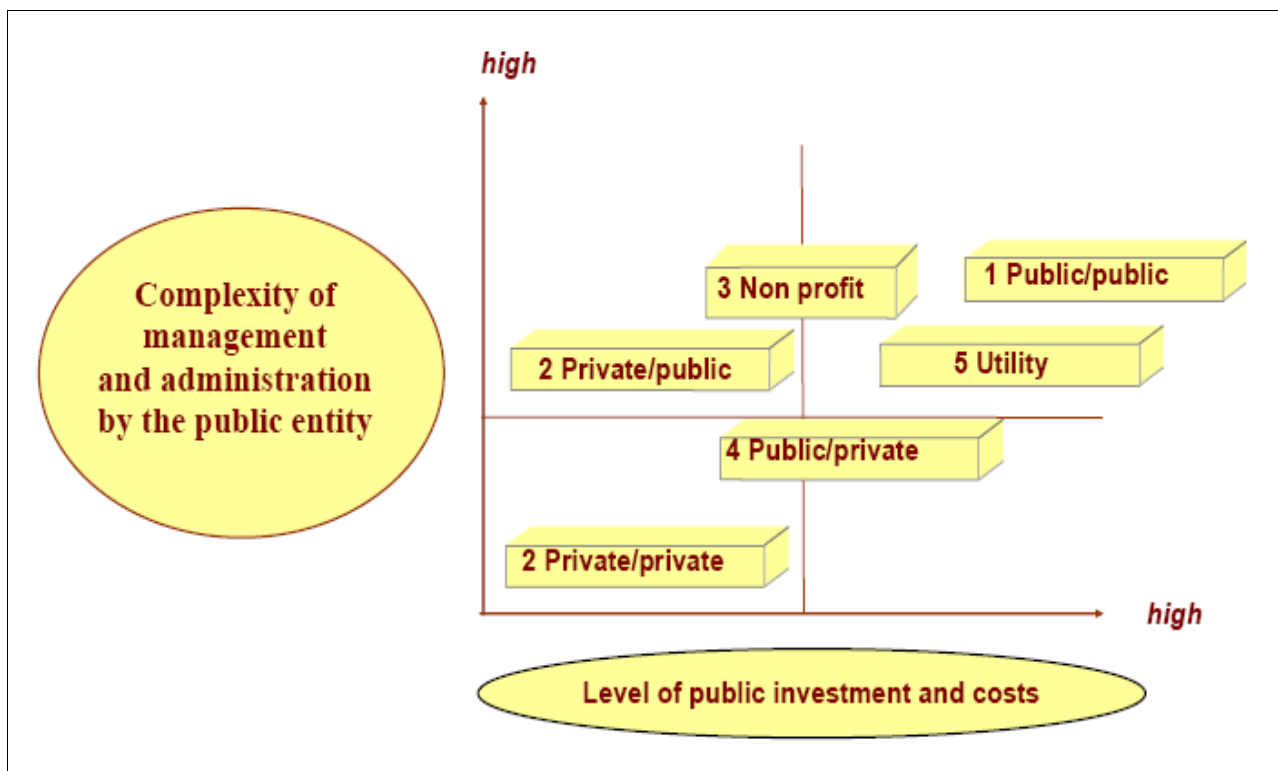 high
Complexity of
management
and administration
by the public entity
3 Non profit
1 Public/public
2 Private/public
5 Utility
4 Public/private
2 Private/private
high
Level of public investment and costs